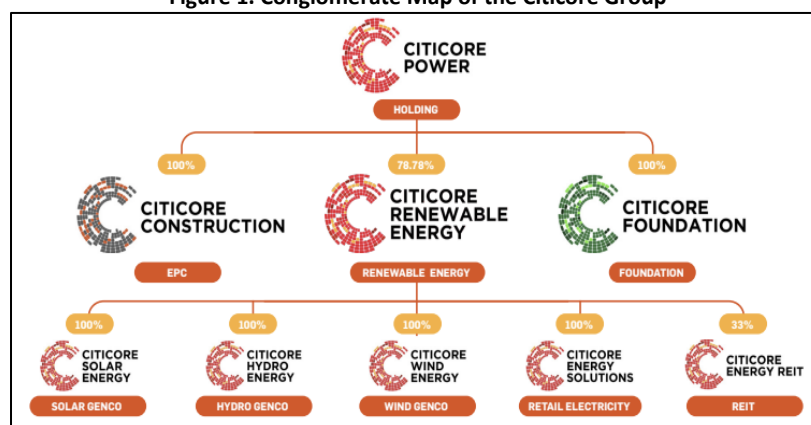 Figure 1. Conglomerate Map of the Citicore Group
CITICORE
POWER
HOLDING
100%
78.78%
100%
CITICORE
CONSTRUCTION
CITICORE
RENEWABLE
ENERGY
CITICORE
FOUNDATION
EPC
RENEWABLE ENERGY
FOUNDATION
100%
100%
100%
100%
33%
CITICORE
SOLAR
ENERGY
CITICORE
HYDRO
ENERGY
CITICORE
WIND
ENERGY
CITICORE
ENERGY
SOLUTIONS
CITICORE
ENERGY REIT
SOLAR GENCO
HYDRO GENCO
WIND GENCO
RETAIL ELECTRICITY
REIT